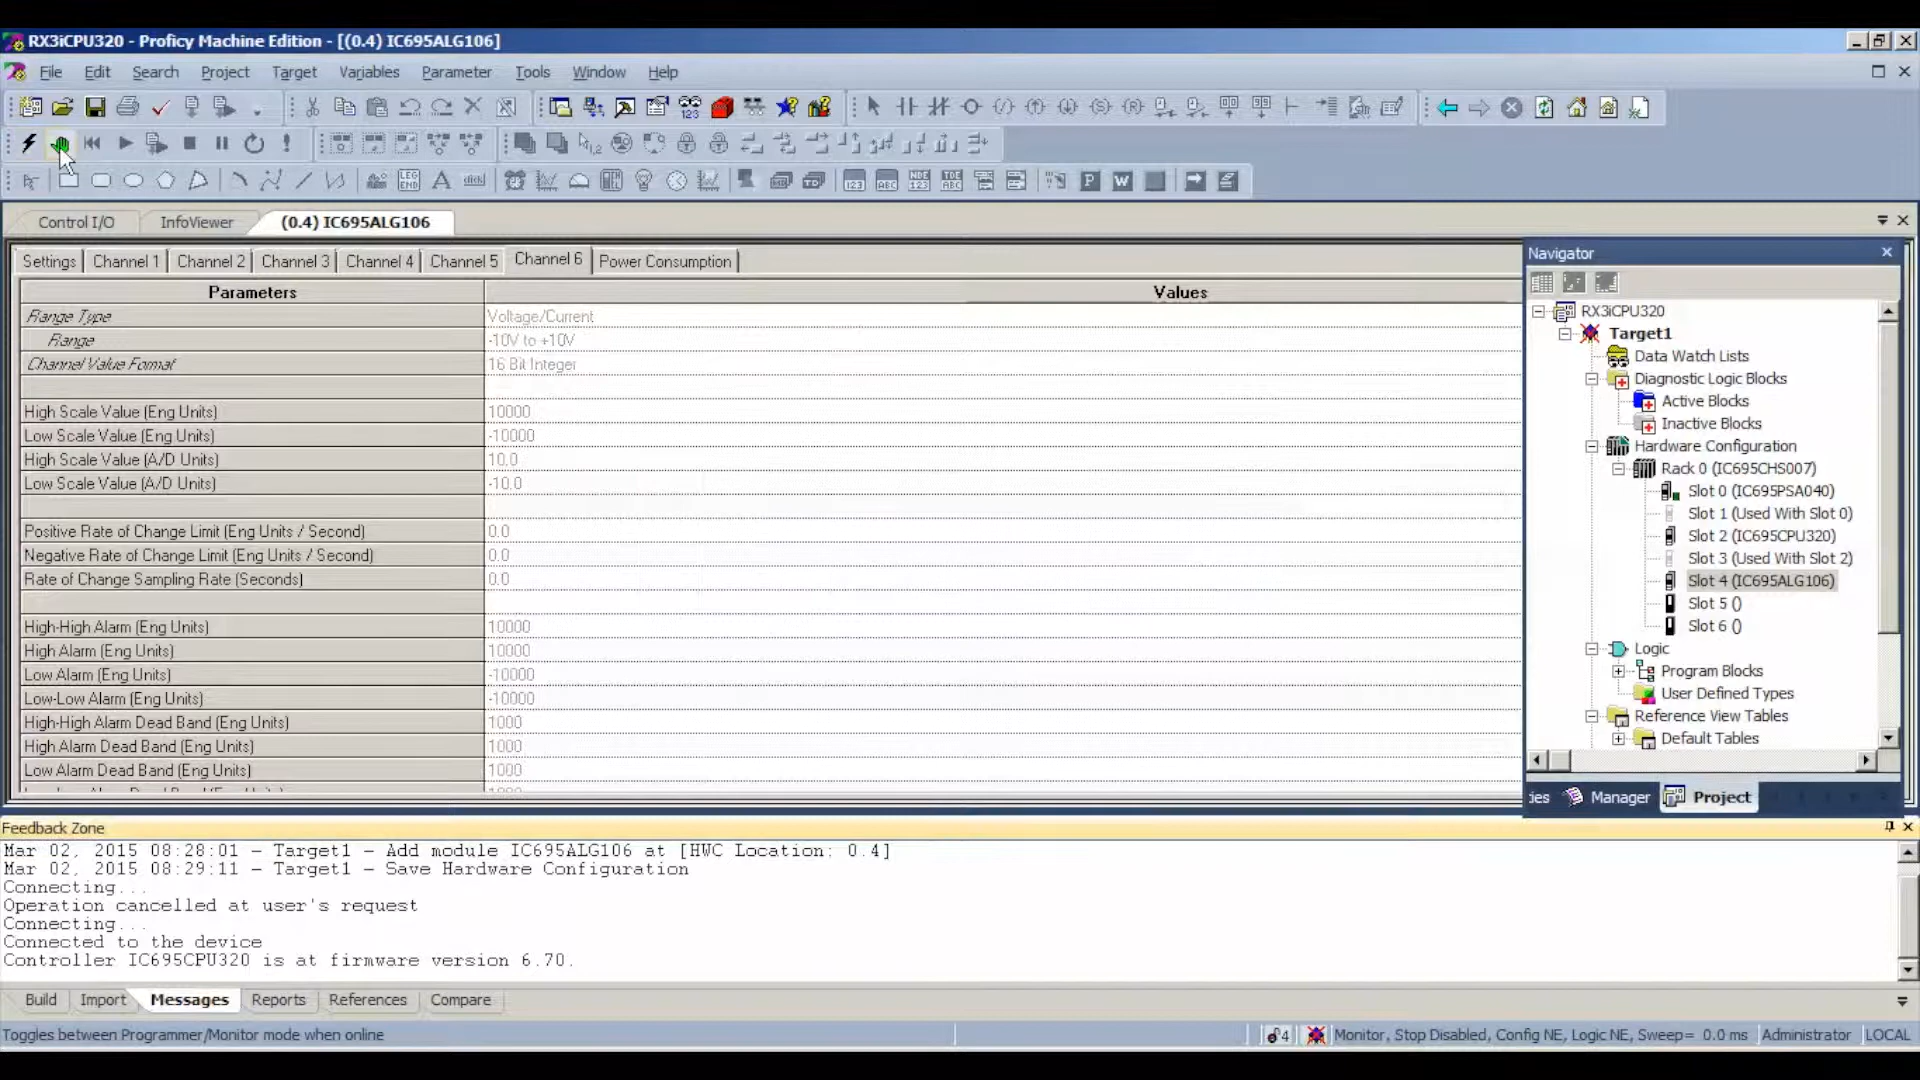 RX3iCPU320 - Proficy Machine Edition - [(0.4) IC695ALG106]
File Edit Search Project Target Variables Parameter Tools Window Help
Control I/O InfoViewer (0.4) IC695ALG106
Settings Channel 1 Channel 2 Channel 3 Channel 4 Channel 5 Channel 6 Power Consumption
Parameters Values
Range Type Voltage/Current
Range -10V to +10V
Channel Value Format 16 Bit Integer
High Scale Value (Eng Units) 10000
Low Scale Value (Eng Units) -10000
High Scale Value (A/D Units) 10.0
Low Scale Value (A/D Units) -10.0
Positive Rate of Change Limit (Eng Units / Second) 0.0
Negative Rate of Change Limit (Eng Units / Second) 0.0
Rate of Change Sampling Rate (Seconds) 0.0
High-High Alarm (Eng Units) 10000
High Alarm (Eng Units) 10000
Low Alarm (Eng Units) -10000
Low-Low Alarm (Eng Units) -10000
High-High Alarm Dead Band (Eng Units) 1000
High Alarm Dead Band (Eng Units) 1000
Low Alarm Dead Band (Eng Units) 1000
Navigator
RX3iCPU320
Target1
Data Watch Lists
Diagnostic Logic Blocks
Active Blocks
Inactive Blocks
Hardware Configuration
Rack 0 (IC695CHS007)
Slot 0 (IC695PSA040)
Slot 1 (Used With Slot 0)
Slot 2 (IC695CPU320)
Slot 3 (Used With Slot 2)
Slot 4 (IC695ALG106)
Slot 5 ()
Slot 6 ()
Logic
Program Blocks
User Defined Types
Reference View Tables
Default Tables
ies Manager Project
Feedback Zone
Mar 02, 2015 08:28:01 - Target1 - Add module IC695ALG106 at [HWC Location: 0.4]
Mar 02, 2015 08:29:11 - Target1 - Save Hardware Configuration
Connecting...
Operation cancelled at user's request
Connecting...
Connected to the device
Controller IC695CPU320 is at firmware version 6.70.
Build Import Messages Reports References Compare
Toggles between Programmer/Monitor mode when online
4 Monitor, Stop Disabled, Config NE, Logic NE, Sweep= 0.0 ms Administrator LOCAL